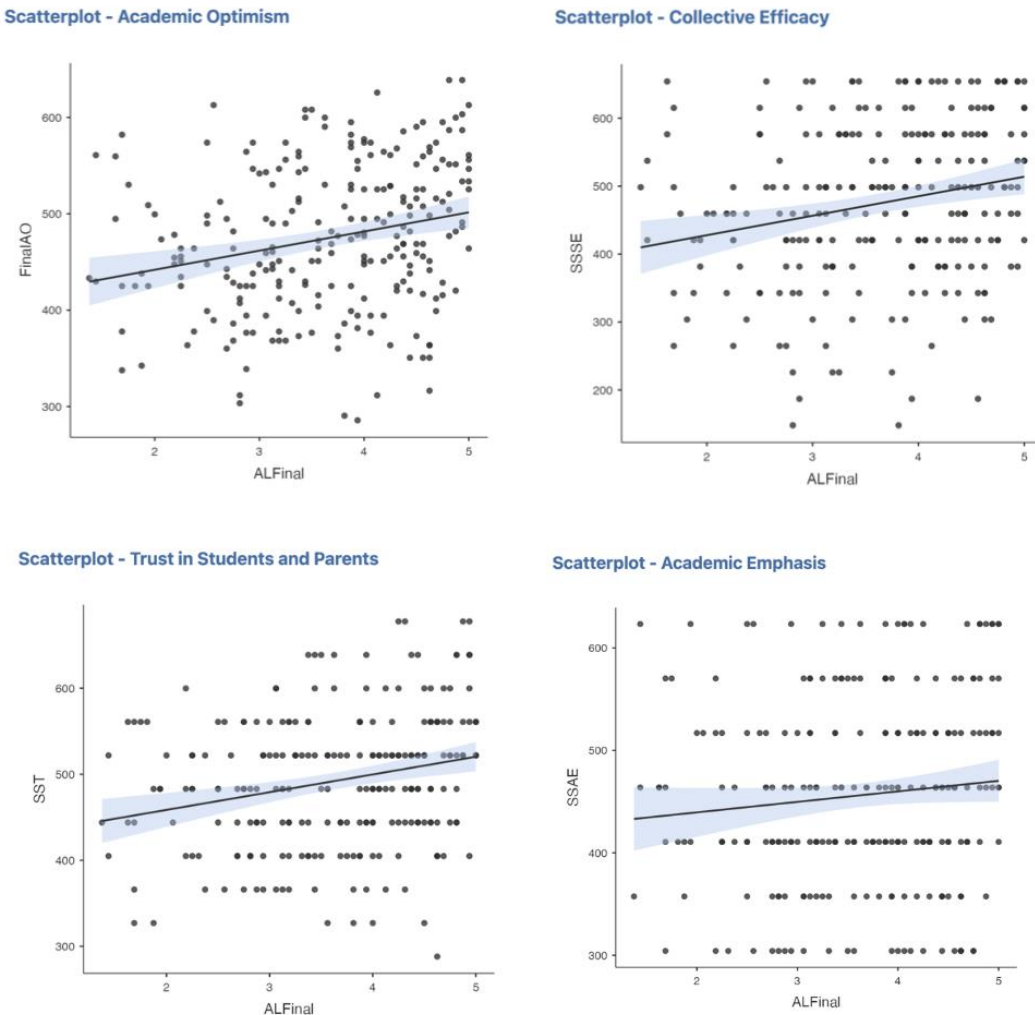 Scatterplot - Academic Optimism
600
500
400
300
FinalAO
2 3 4 5
ALFinal
Scatterplot - Collective Efficacy
600
500
400
300
200
SSSE
2 3 4 5
ALFinal
Scatterplot - Trust in Students and Parents
600
500
400
300
SST
2 3 4 5
ALFinal
Scatterplot - Academic Emphasis
600
500
400
300
SSAE
2 3 4 5
ALFinal